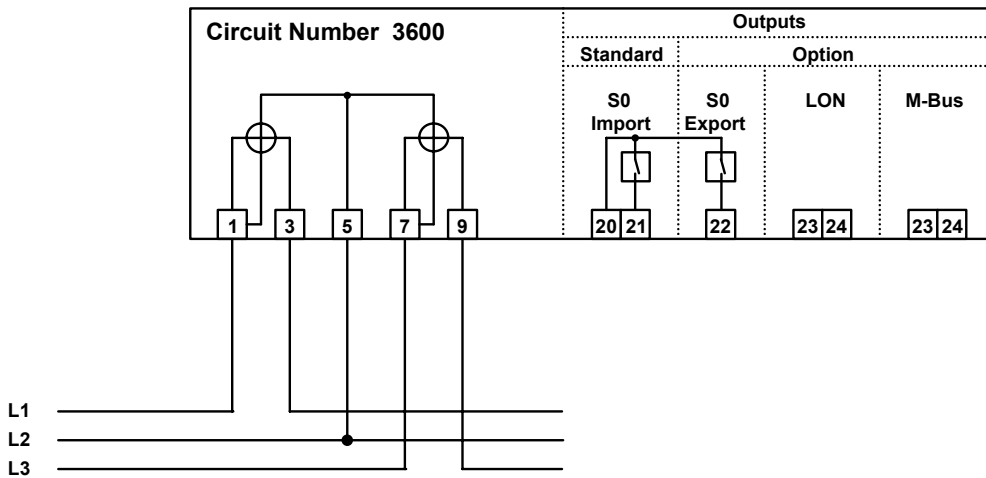 Circuit Number 3600
Outputs
Standard
Option
S0
Import
S0
Export
LON
M-Bus
1
3
5
7
9
20 21
22
23 24
23 24
L1
L2
L3